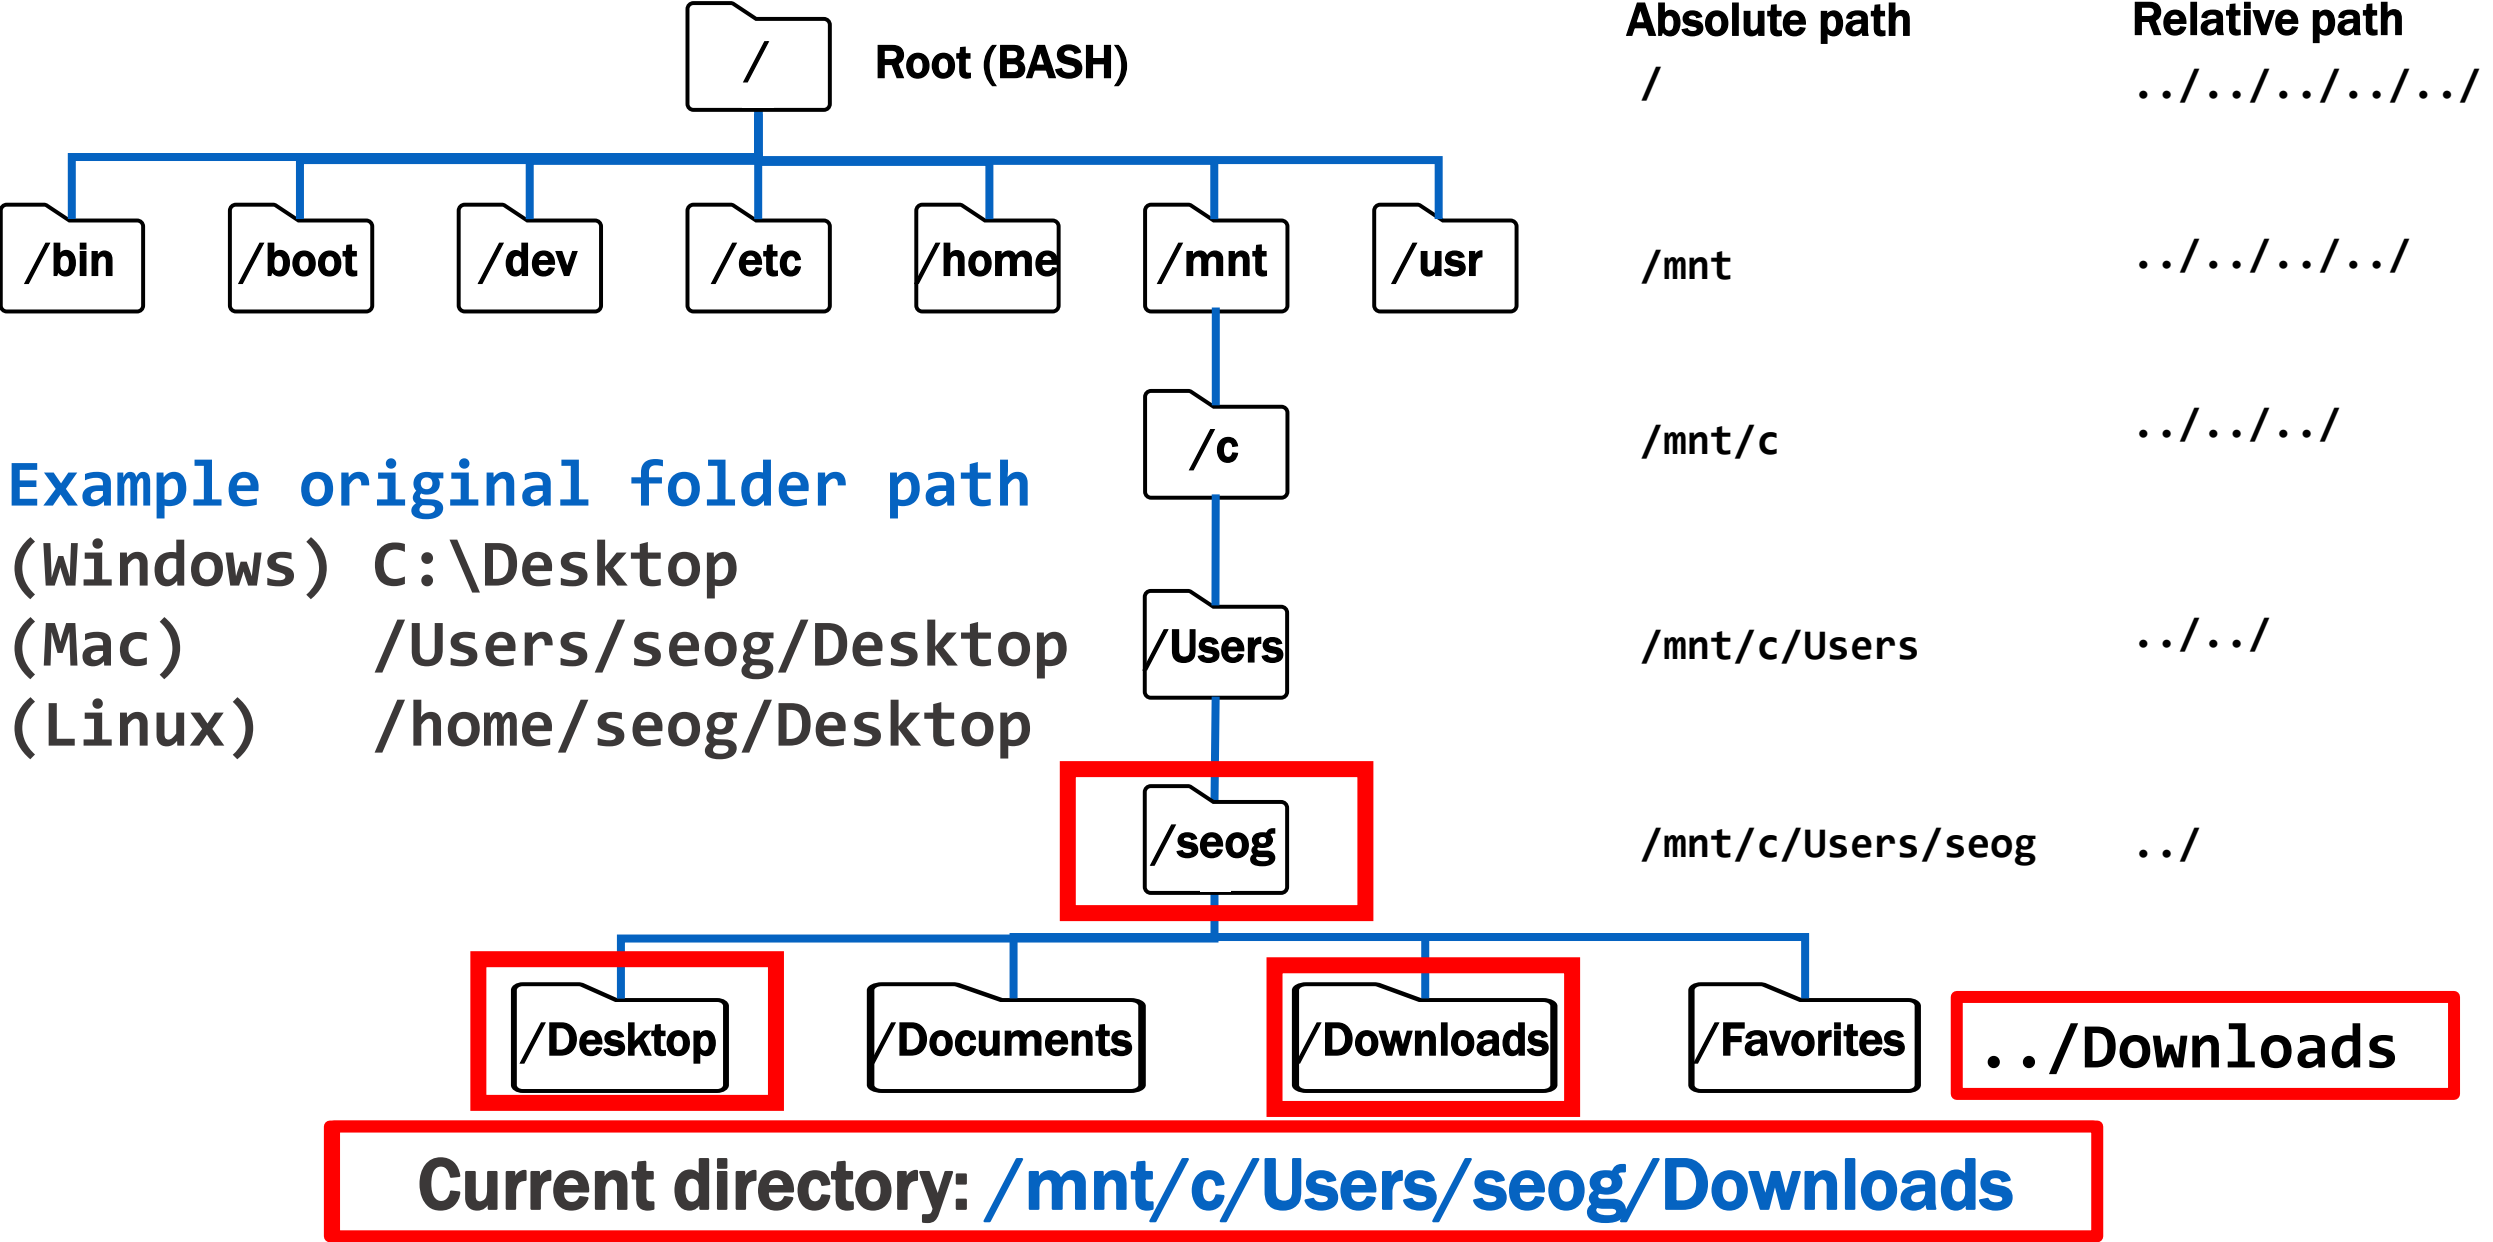 Absolute path Relative path
/ Root (BASH)
/ ../../../../../
/bin /boot /dev /etc /home /mnt /usr
/mnt ../../../../
/c
/mnt/c ../../../
Example original folder path
(Windows) C:\Desktop
(Mac) /Users/seog/Desktop
(Linux) /home/seog/Desktop
/Users
/mnt/c/Users ../../
/seog
/mnt/c/Users/seog ../
/Desktop /Documents /Downloads /Favorites
../Downloads
Current directory: /mnt/c/Users/seog/Downloads